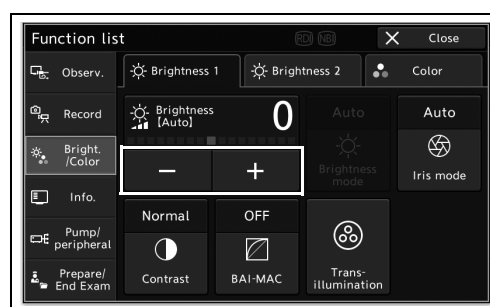 Function list
RDI NBI
Close
Observ.
Record
Bright.
/Color
Info.
Pump/
peripheral
Prepare/
End Exam
Brightness 1
Brightness 2
Color
Brightness
[Auto]
0
−
+
Auto
Brightness
mode
Auto
Iris mode
Normal
Contrast
OFF
BAI-MAC
Trans-
illumination